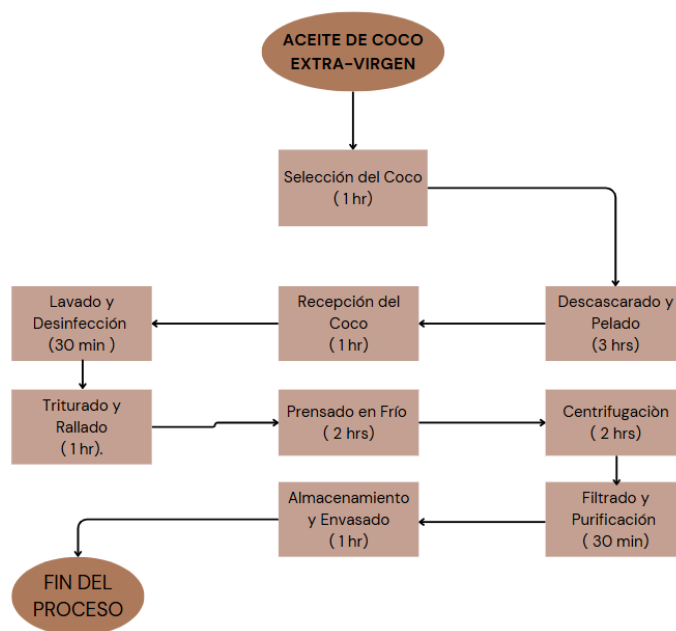 ACEITE DE COCO
EXTRA-VIRGEN
Selección del Coco
( 1 hr)
Descascarado y
Pelado
(3 hrs)
Recepción del
Coco
( 1 hr)
Lavado y
Desinfección
(30 min )
Triturado y
Rallado
( 1 hr).
Prensado en Frío
( 2 hrs)
Centrifugaciòn
( 2 hrs)
Filtrado y
Purificación
( 30 min)
Almacenamiento
y Envasado
( 1 hr)
FIN DEL
PROCESO